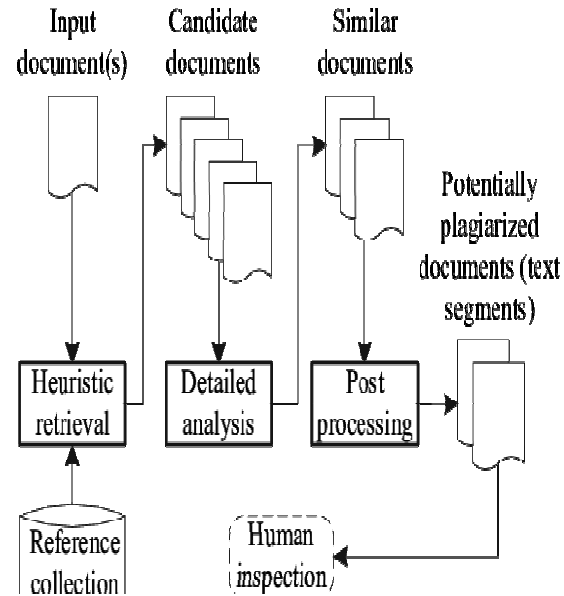 Input
document(s)
Candidate
documents
Similar
documents
Potentially
plagiarized
documents (text
segments)
Heuristic
retrieval
Detailed
analysis
Post
processing
Reference
collection
Human
inspection